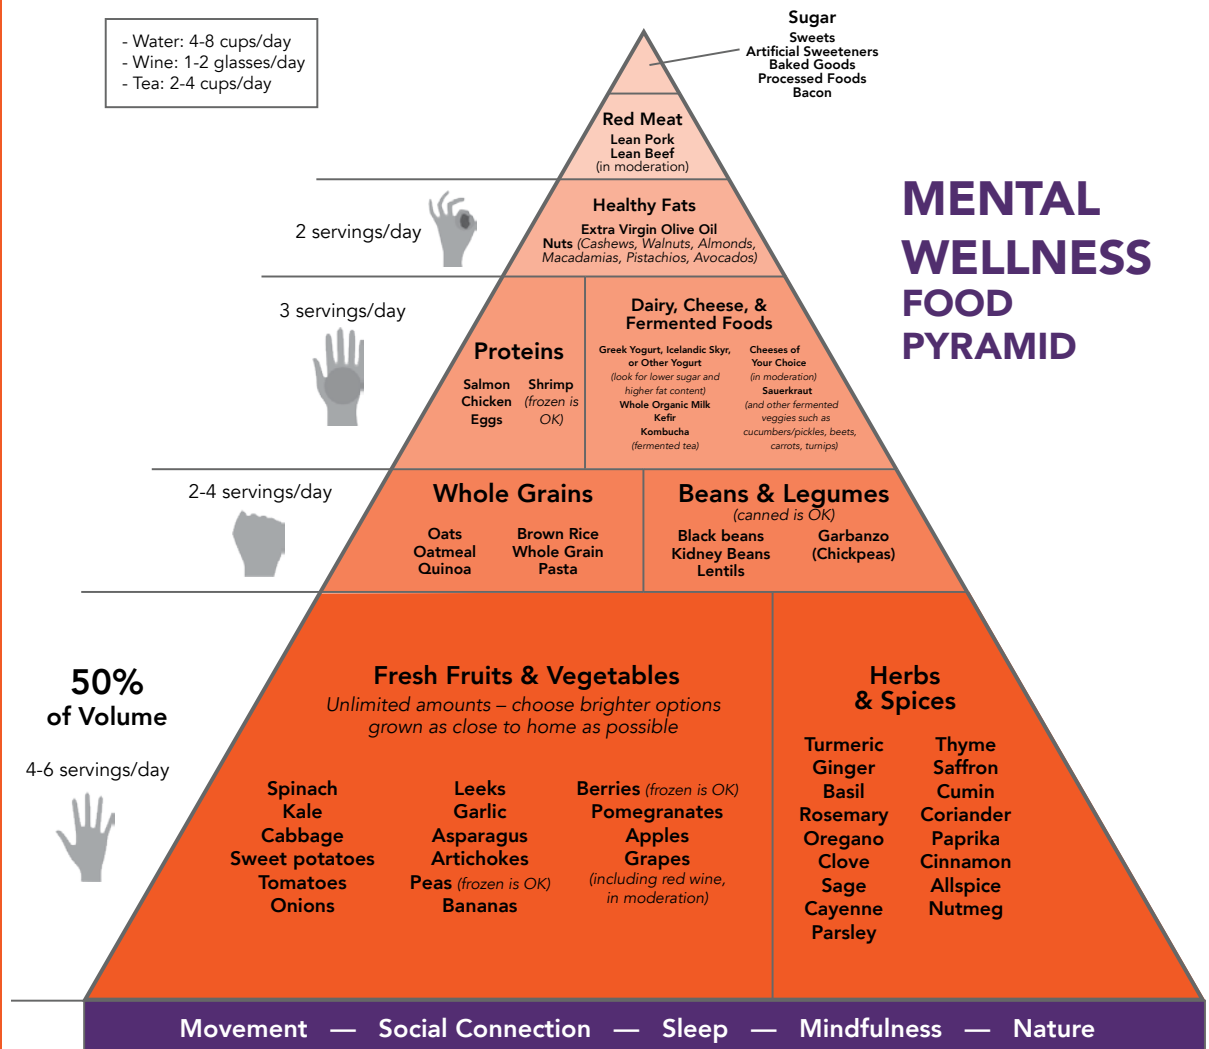 - Water: 4-8 cups/day
- Wine: 1-2 glasses/day
- Tea: 2-4 cups/day
Sugar
Sweets
Artificial Sweeteners
Baked Goods
Processed Foods
Bacon
MENTAL
WELLNESS
FOOD
PYRAMID
Red Meat
Lean Pork
Lean Beef
(in moderation)
2 servings/day
Healthy Fats
Extra Virgin Olive Oil
Nuts (Cashews, Walnuts, Almonds,
Macadamias, Pistachios, Avocados)
3 servings/day
Proteins
Salmon
Chicken
Eggs
Shrimp
(frozen is
OK)
Dairy, Cheese, &
Fermented Foods
Greek Yogurt, Icelandic Skyr,
or Other Yogurt
(look for lower sugar and
higher fat content)
Whole Organic Milk
Kefir
Kombucha
(fermented tea)
Cheeses of
Your Choice
(in moderation)
Sauerkraut
(and other fermented
veggies such as
cucumbers/pickles, beets,
carrots, turnips)
2-4 servings/day
Whole Grains
Oats
Oatmeal
Quinoa
Brown Rice
Whole Grain
Pasta
Beans & Legumes
(canned is OK)
Black beans
Kidney Beans
Lentils
Garbanzo
(Chickpeas)
50%
of Volume
4-6 servings/day
Fresh Fruits & Vegetables
Unlimited amounts – choose brighter options
grown as close to home as possible
Spinach
Kale
Cabbage
Sweet potatoes
Tomatoes
Onions
Leeks
Garlic
Asparagus
Artichokes
Peas (frozen is OK)
Bananas
Berries (frozen is OK)
Pomegranates
Apples
Grapes
(including red wine,
in moderation)
Herbs
& Spices
Turmeric
Ginger
Basil
Rosemary
Oregano
Clove
Sage
Cayenne
Parsley
Thyme
Saffron
Cumin
Coriander
Paprika
Cinnamon
Allspice
Nutmeg
Movement — Social Connection — Sleep — Mindfulness — Nature